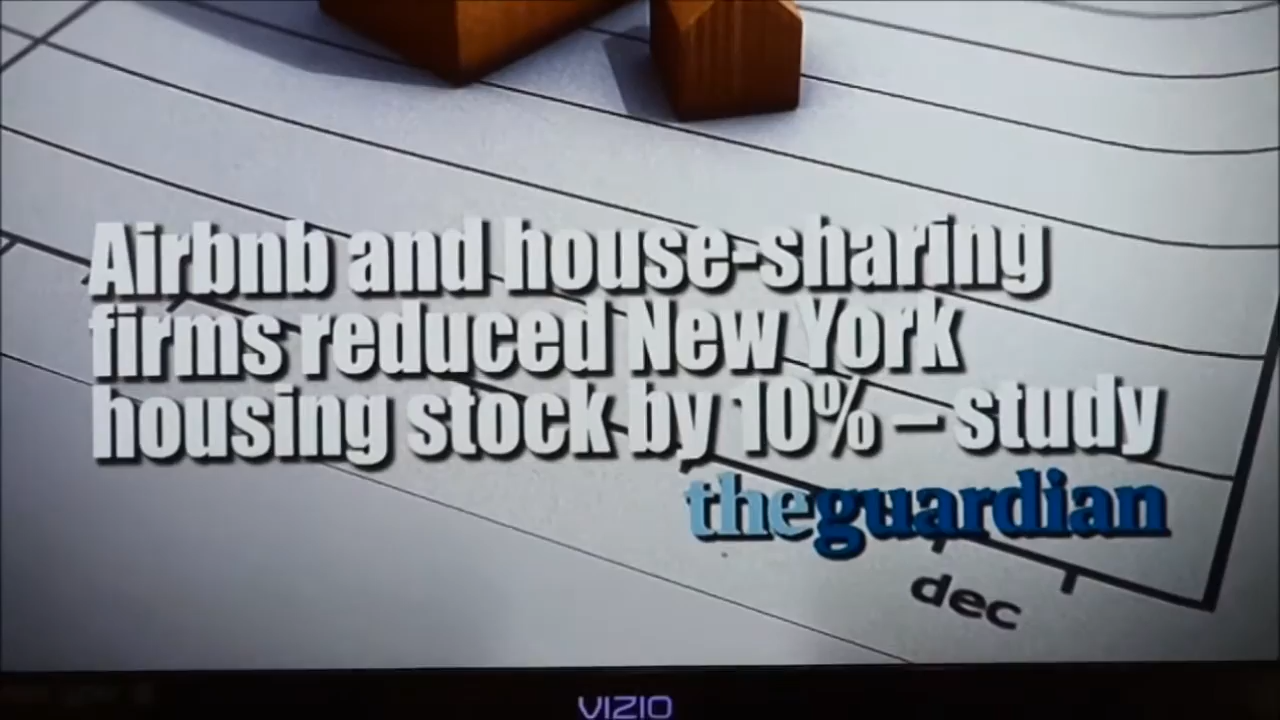 Airbnb and house-sharing
firms reduced New York
housing stock by 10% – study
theguardian
dec
VIZIO